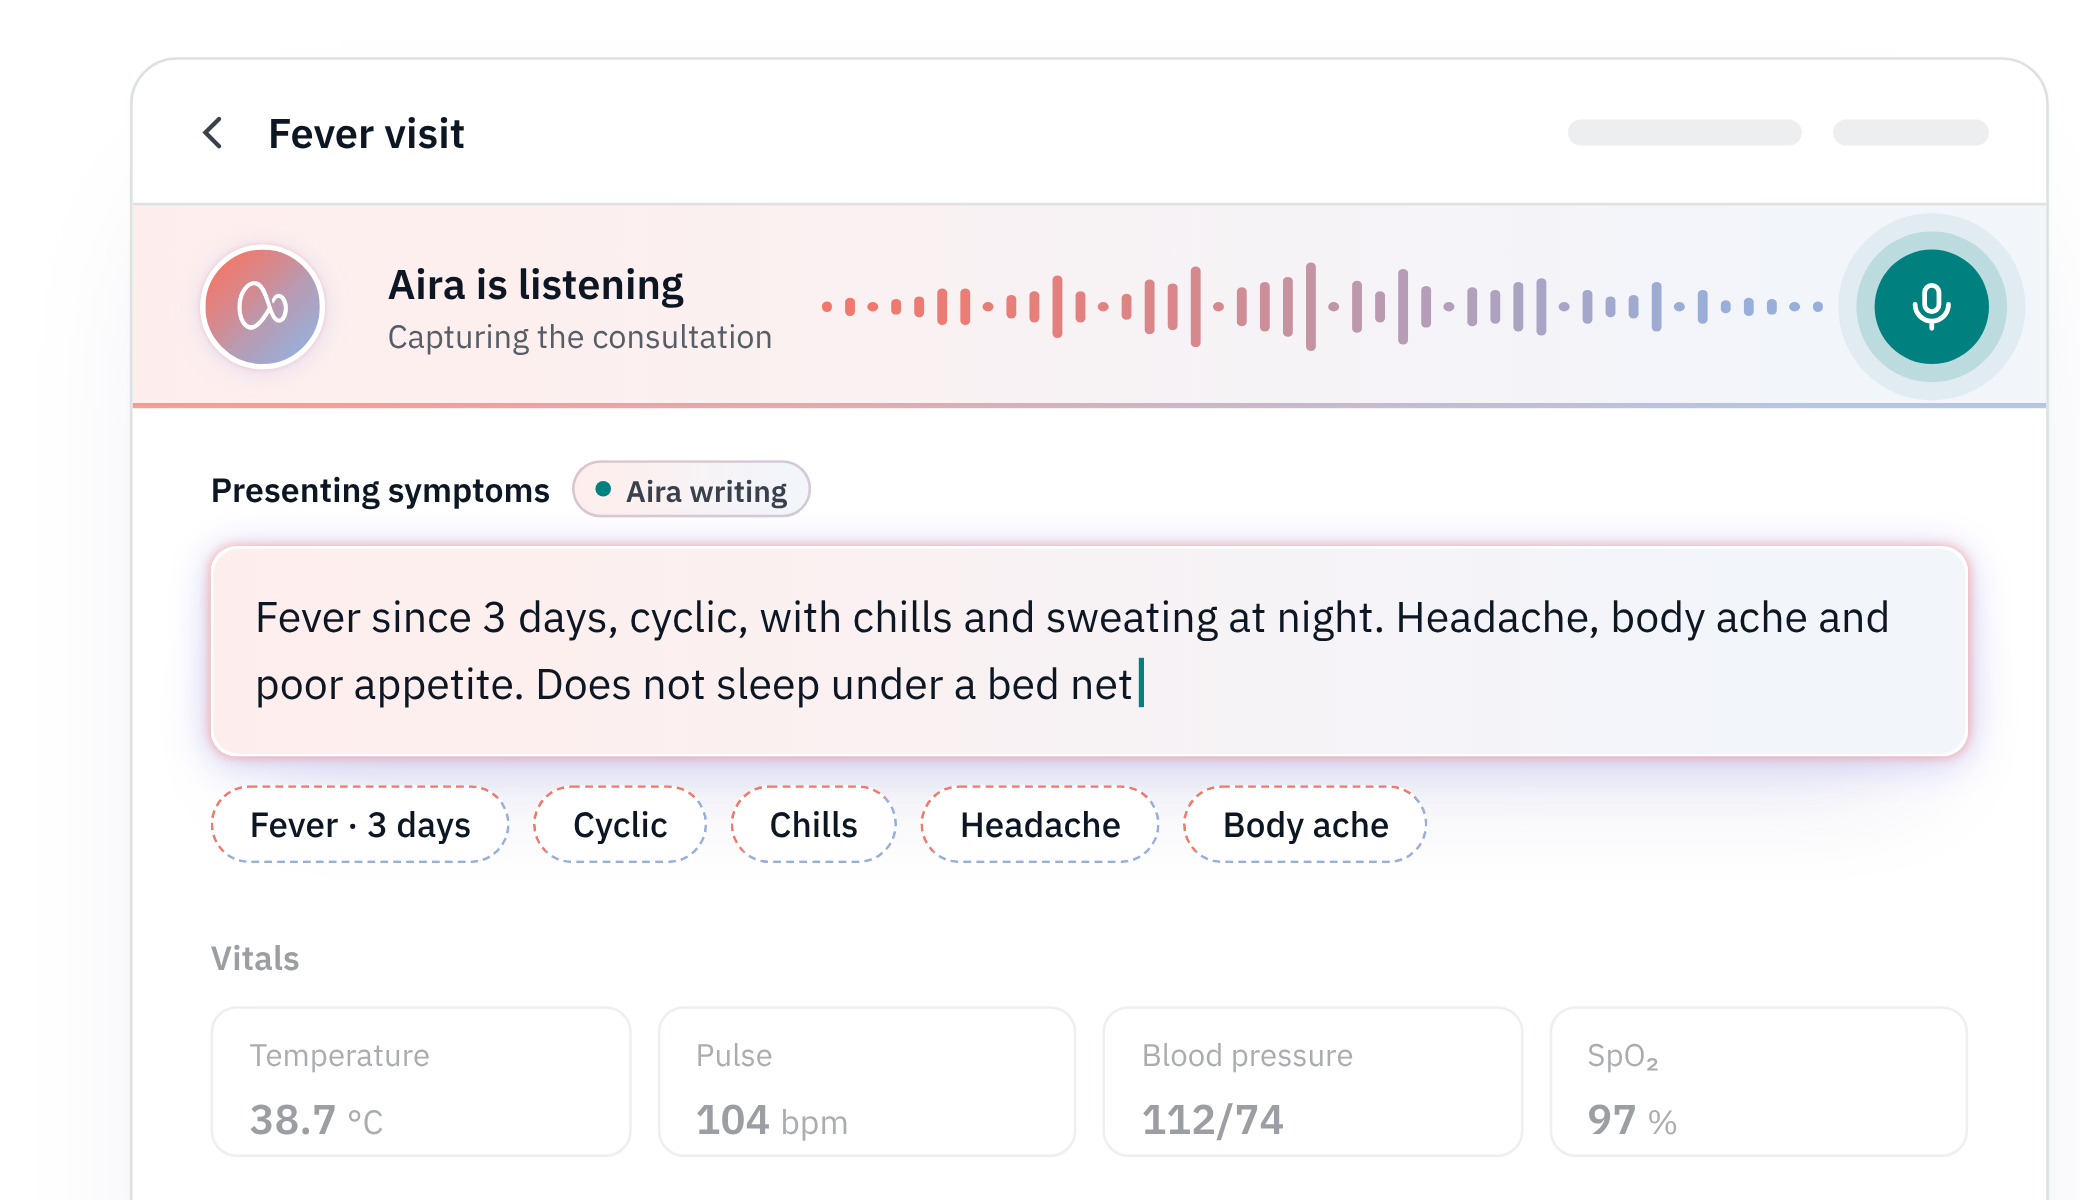 Fever visit
Aira is listening
Capturing the consultation
Presenting symptoms
Aira writing
Fever since 3 days, cyclic, with chills and sweating at night. Headache, body ache and
poor appetite. Does not sleep under a bed net
Fever · 3 days
Cyclic
Chills
Headache
Body ache
Vitals
Temperature
38.7 °C
Pulse
104 bpm
Blood pressure
112/74
SpO₂
97 %